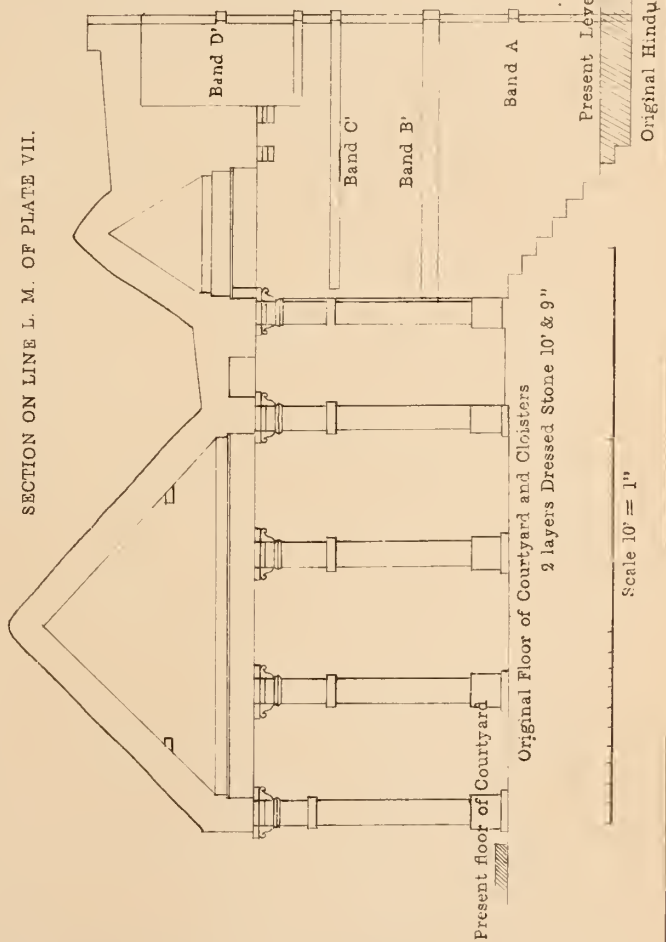 SECTION ON LINE L. M. OF PLATE VII.
Band D'
Band C'
Band B'
Band A
Present
Original Hindu
Present floor of Courtyard
Original Floor of Courtyard and Cloisters
2 layers Dressed Stone 10' & 9"
Scale 10' = 1"